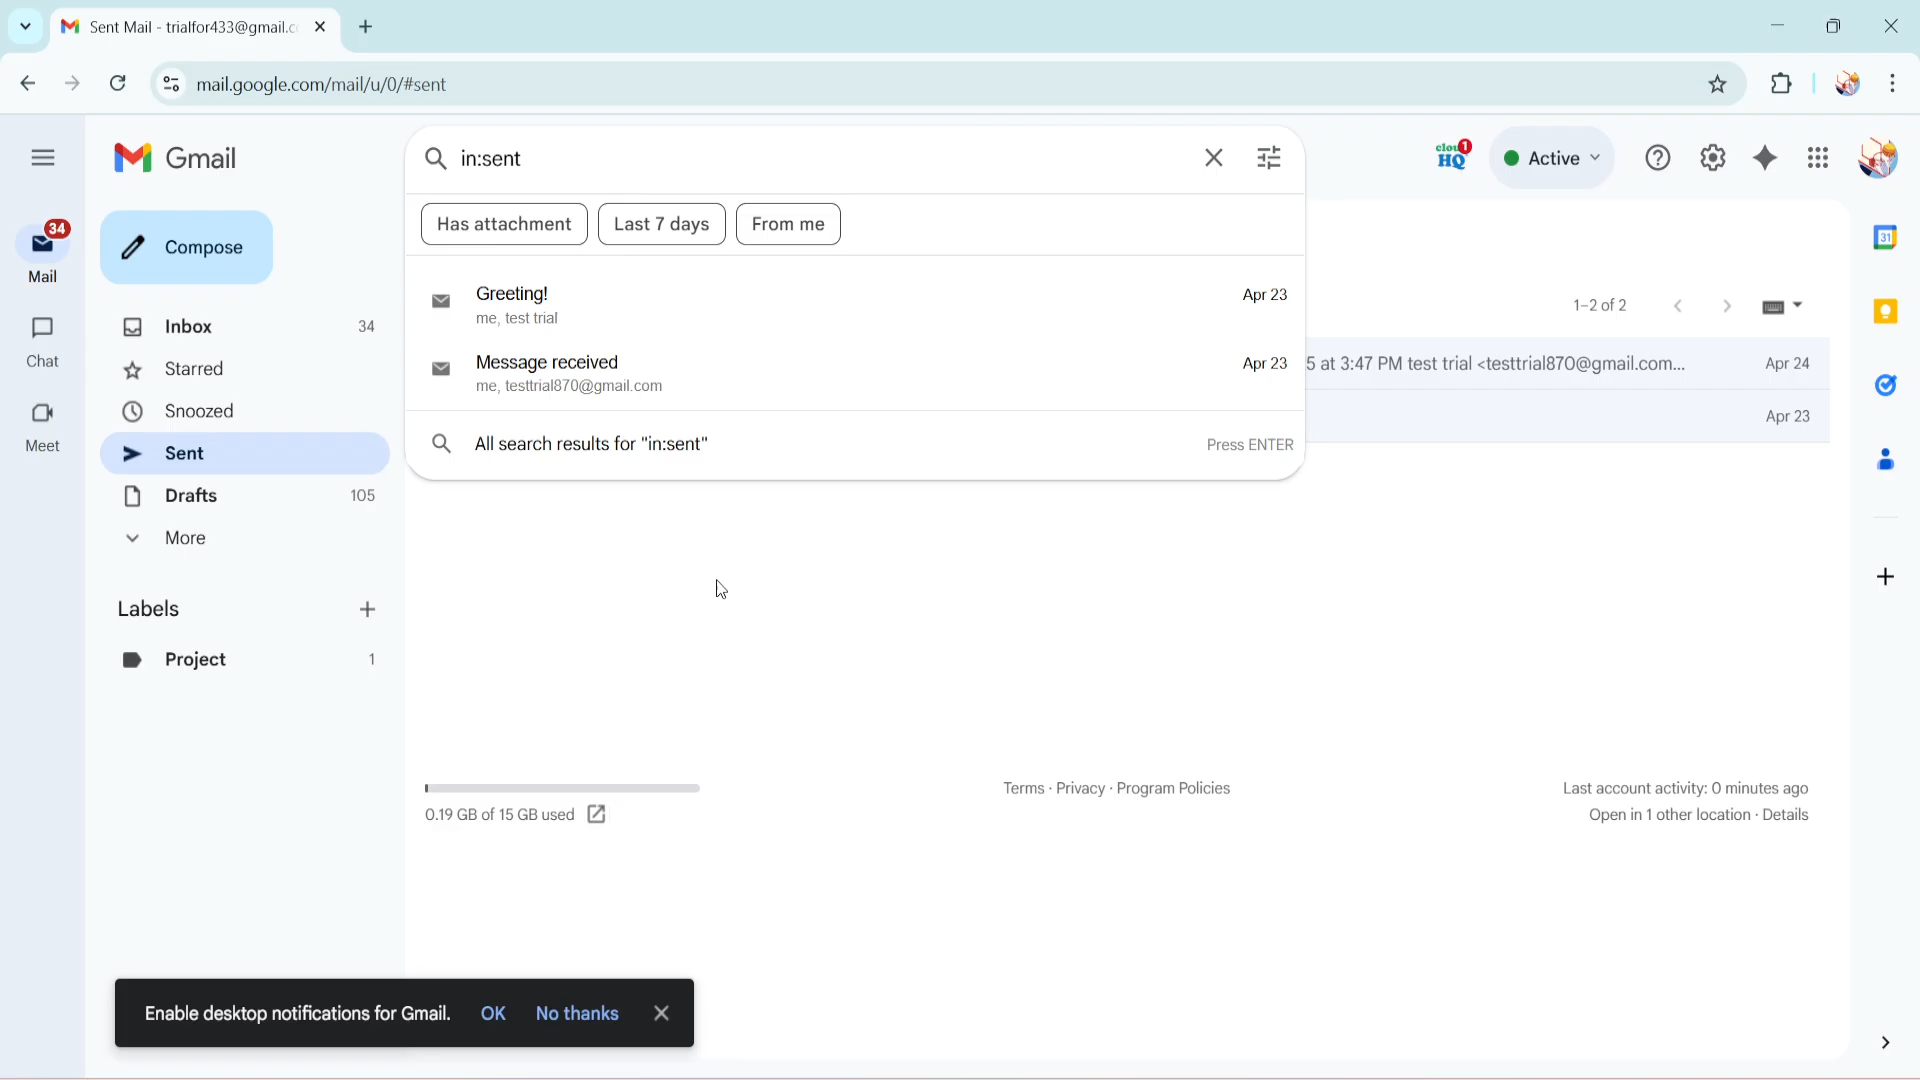 Sent Mail - trialfor433@gmail.c
mail.google.com/mail/u/0/#sent
Gmail
in:sent
cloud
HQ
1
Active
Has attachment
Last 7 days
From me
34
Mail
Compose
Greeting!
Apr 23
me, test trial
1–2 of 2
Inbox
34
Message received
Apr 23
me, testtrial870@gmail.com
5 at 3:47 PM test trial <testtrial870@gmail.com...
Apr 24
Chat
Starred
Snoozed
Apr 23
Meet
Sent
All search results for "in:sent"
Press ENTER
Drafts
105
More
Labels
Project
1
31
0.19 GB of 15 GB used
Terms · Privacy · Program Policies
Last account activity: 0 minutes ago
Open in 1 other location · Details
Enable desktop notifications for Gmail.
OK
No thanks